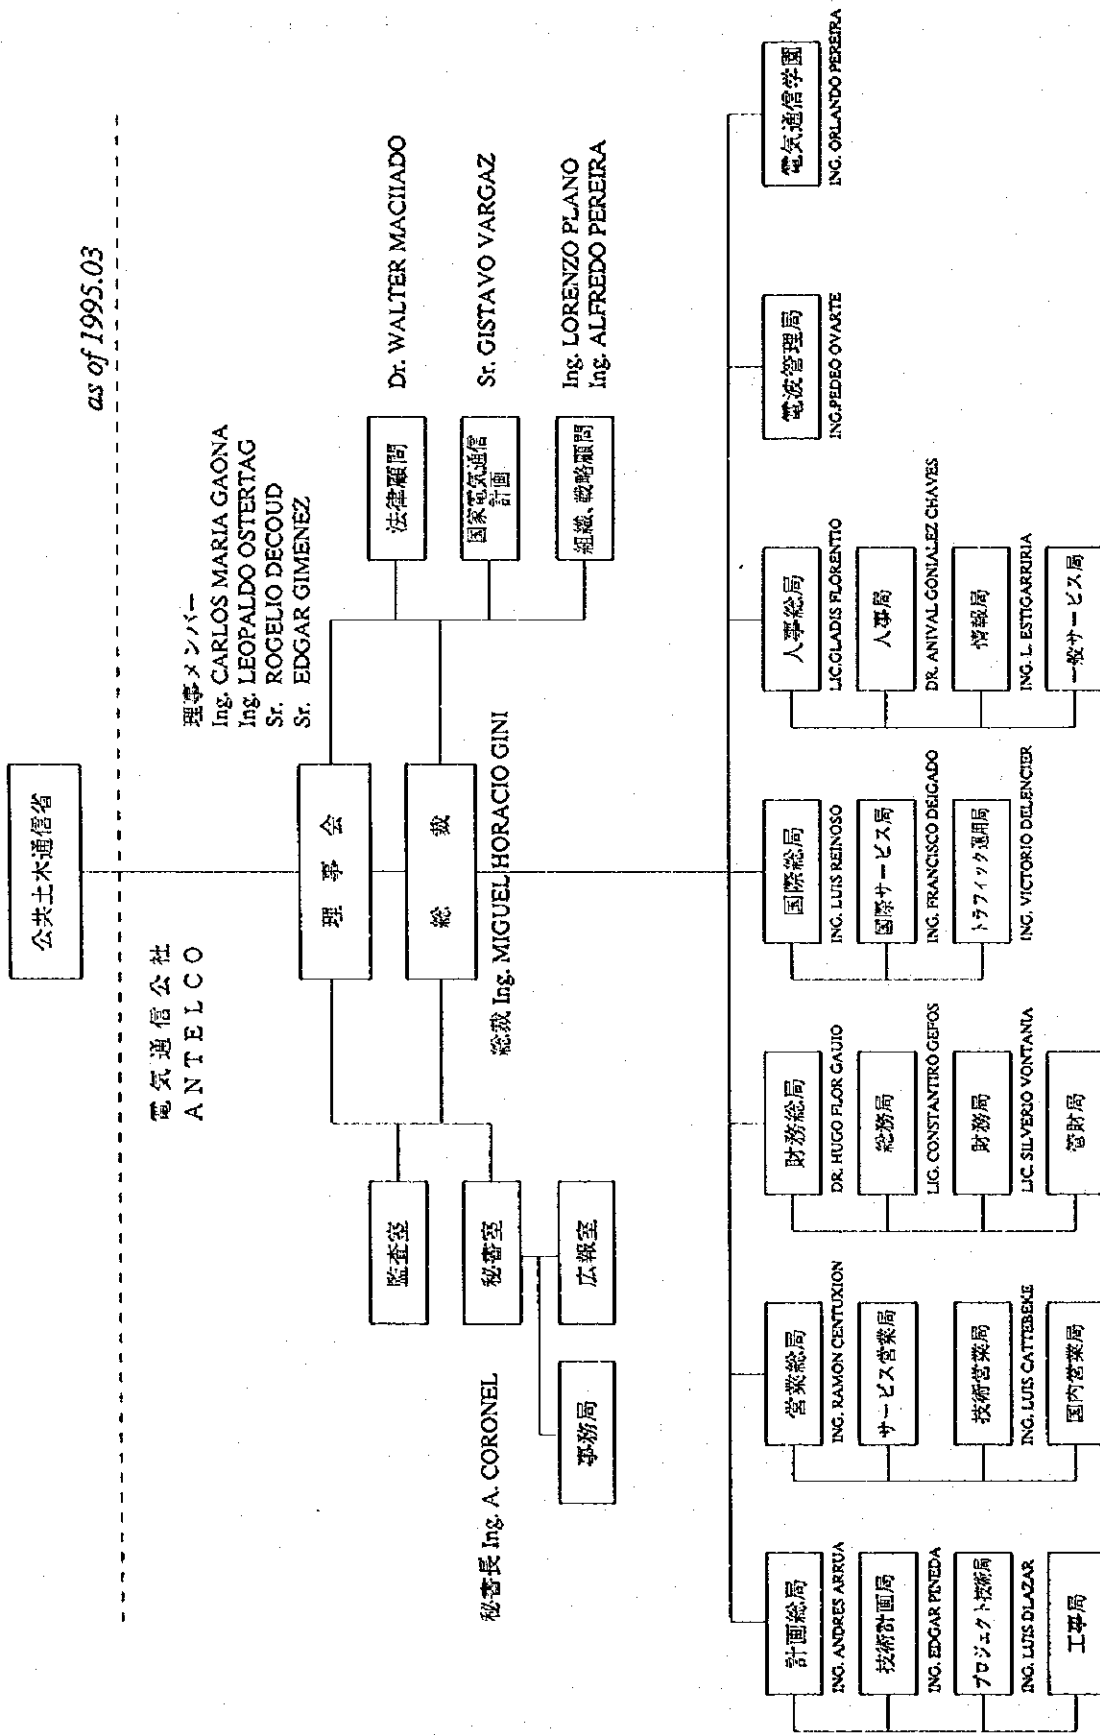 as of 1995.03
公共土木通信省
電気通信公社
ANTELCO
理事メンバー
Ing. CARLOS MARIA GAONA
Ing. LEOPALDO OSTERTAG
Sr. ROGELIO DECOUD
Sr. EDGAR GIMENEZ
理事会
総裁
総裁 Ing. MIGUEL HORACIO GINI
監査室
秘書室
広報室
事務局
秘書長 Ing. A. CORONEL
法律顧問
Dr. WALTER MACHADO
国家電気通信
計画
Sr. GISTAVO VARGAZ
組織、戦略顧問
Ing. LORENZO PLANO
Ing. ALFREDO PEREIRA
計画総局
ING. ANDRES ARRUA
技術計画局
ING. EDGAR PINEDA
プロジェクト技術局
ING. LUIS DLAZAR
工事局
営業総局
ING. RAMON CENTUXION
サービス営業局
技術営業局
ING. LUIS CATTEBEKE
国内営業局
財務総局
DR. HUGO FLOR GAUIO
総務局
LIG. CONSTANTIRO GEFOS
財務局
LIC. SILVERIO VONTANIA
管財局
国際総局
ING. LUIS REINOSO
国際サービス局
ING. FRANCISCO DEIGADO
トラフィック運用局
ING. VICTORIO DELENCIER
人事総局
LIC.GLADIS FLORENTIO
人事局
DR. ANIVAL GONIALEZ CHAVES
情報局
ING. L. ESTIGARRIRIA
一般サービス局
電波管理局
ING.PEDEO OVARTE
電気通信学園
ING. ORLANDO PEREIRA